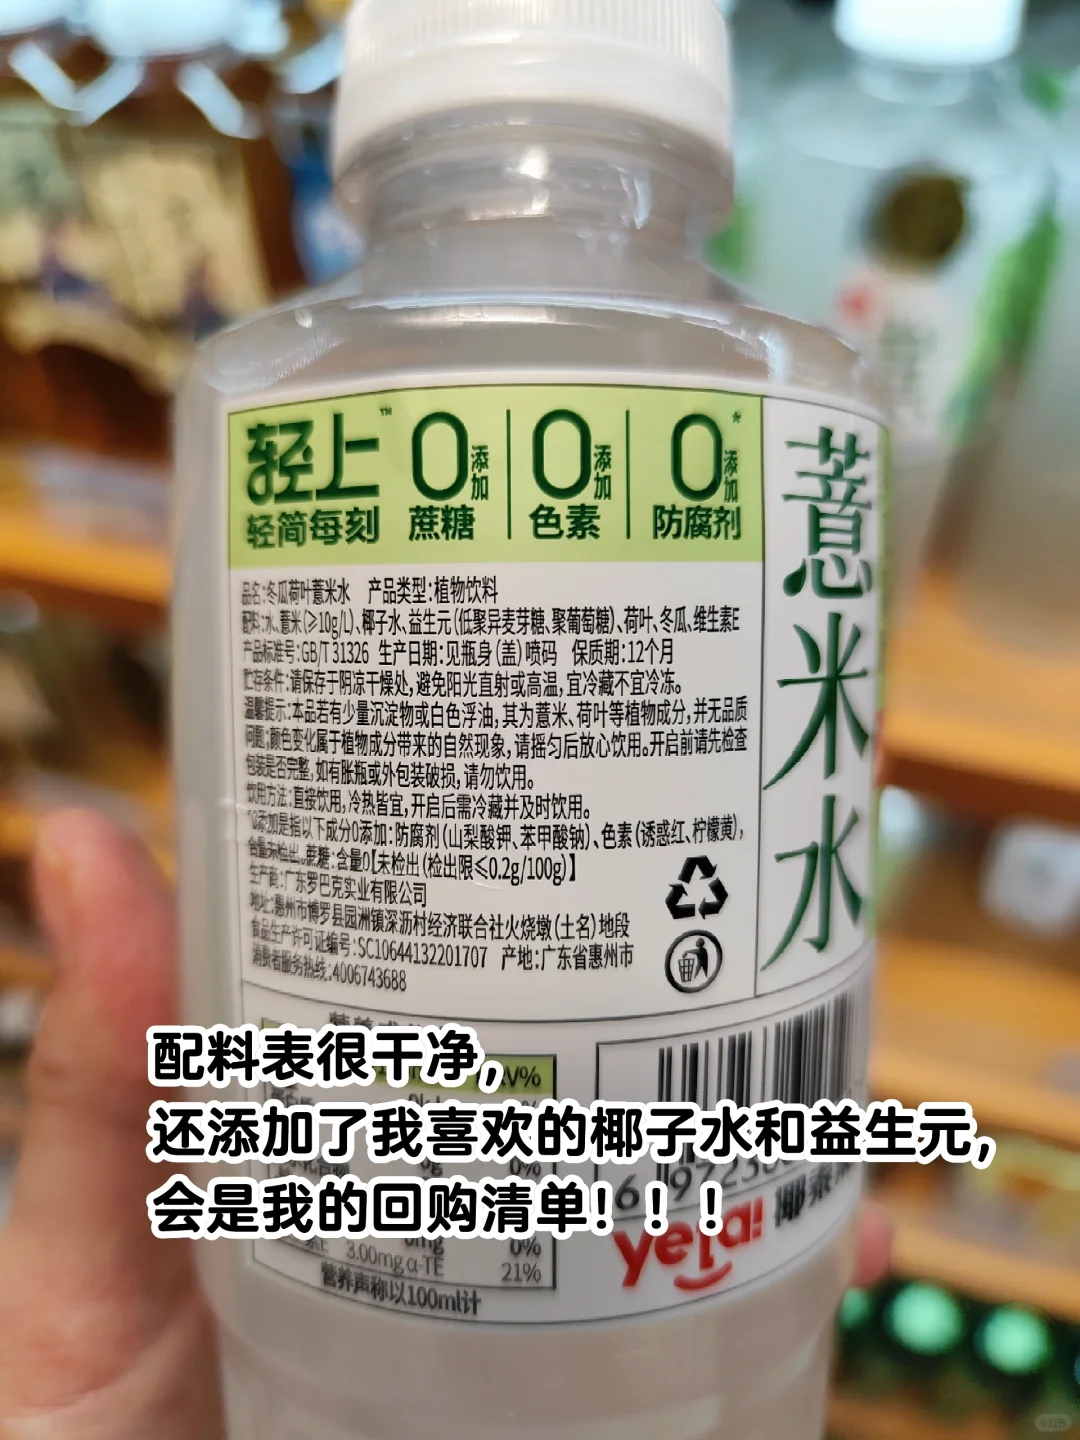 轻上™
轻简每刻
0添加
蔗糖
0添加
色素
0添加*
防腐剂
薏米水
品名:冬瓜荷叶薏米水 产品类型:植物饮料
配料:水、薏米(≥10g/L)、椰子水、益生元(低聚异麦芽糖、聚葡萄糖)、荷叶、冬瓜、维生素E
产品标准号:GB/T 31326 生产日期:见瓶身(盖)喷码 保质期:12个月
贮存条件:请保存于阴凉干燥处,避免阳光直射或高温,宜冷藏不宜冷冻。
温馨提示:本品若有少量沉淀物或白色浮油,其为薏米、荷叶等植物成分,并无品质
问题;颜色变化属于植物成分带来的自然现象,请摇匀后放心饮用。开启前请先检查
包装是否完整,如有胀瓶或外包装破损,请勿饮用。
饮用方法:直接饮用,冷热皆宜,开启后需冷藏并及时饮用。
*0添加是指以下成分0添加:防腐剂(山梨酸钾、苯甲酸钠)、色素(诱惑红、柠檬黄),
含量未检出。蔗糖:含量0【未检出(检出限≤0.2g/100g)】
生产商:广东罗巴克实业有限公司
地址:惠州市博罗县园洲镇深沥村经济联合社火烧墩(土名)地段
食品生产许可证编号:SC10644132201707 产地:广东省惠州市
消费者服务热线:4006743688
配料表很干净,
还添加了我喜欢的椰子水和益生元,
会是我的回购清单!!!
0%
0mg 0%
3.00mg α-TE 21%
营养声称以100ml计
yeta!